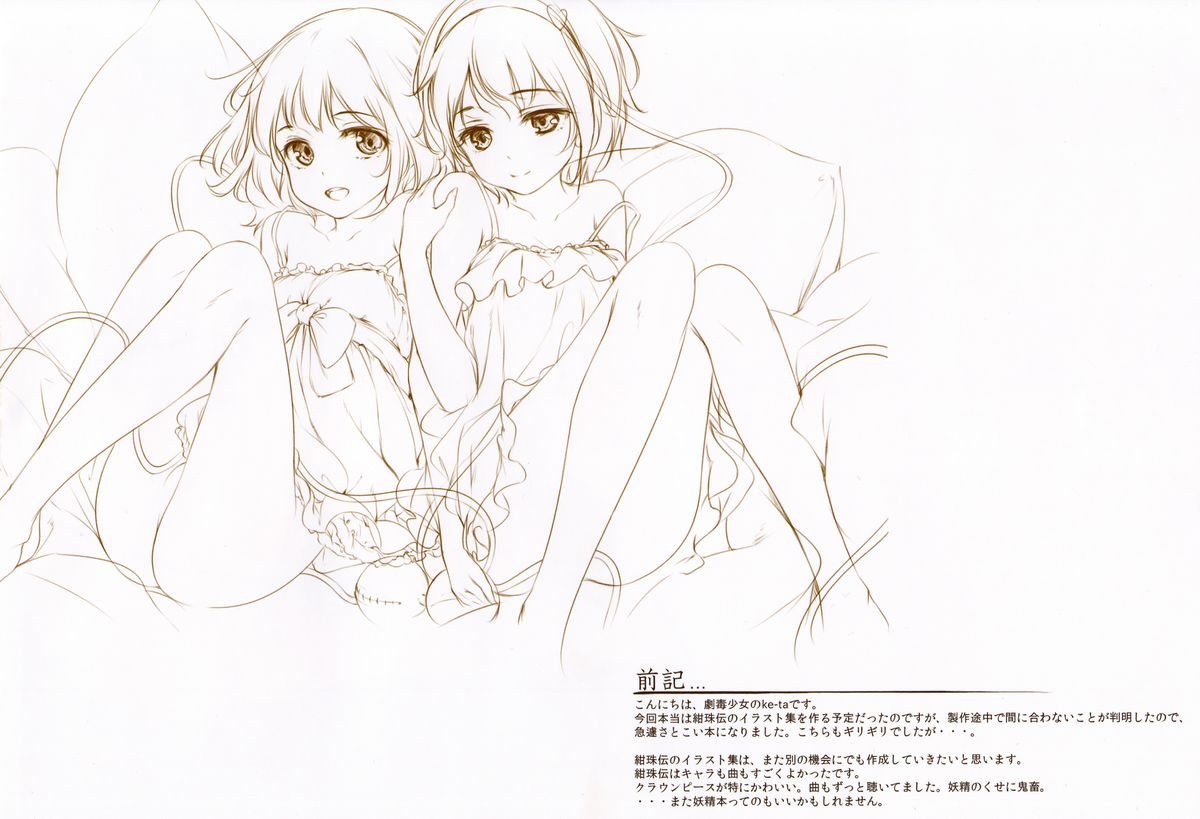 前記...
こんにちは、劇毒少女のke-taです。
今回本当は紺珠伝のイラスト集を作る予定だったのですが、製作途中で間に合わないことが判明したので、
急遽さとこい本になりました。こちらもギリギリでしたが・・・。
紺珠伝のイラスト集は、また別の機会にでも作成していきたいと思います。
紺珠伝はキャラも曲もすごくよかったです。
クラウンピースが特にかわいい。曲もずっと聴いてました。妖精のくせに鬼畜。
・・・また妖精本ってのもいいかもしれません。